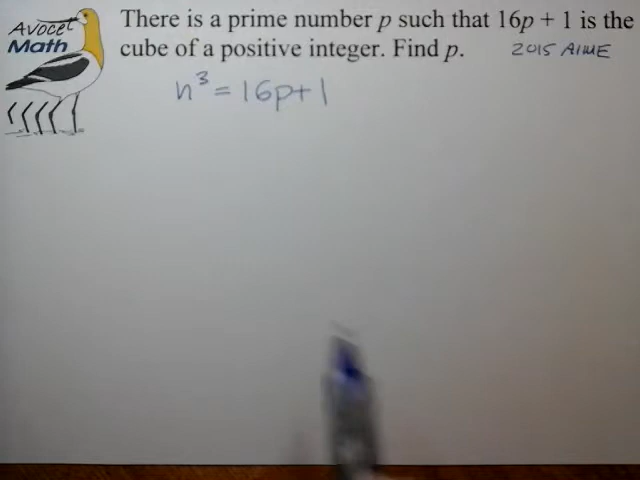 Avocet
Math
There is a prime number p such that 16p + 1 is the
cube of a positive integer. Find p.
2015 AIME
n³ = 16p+1